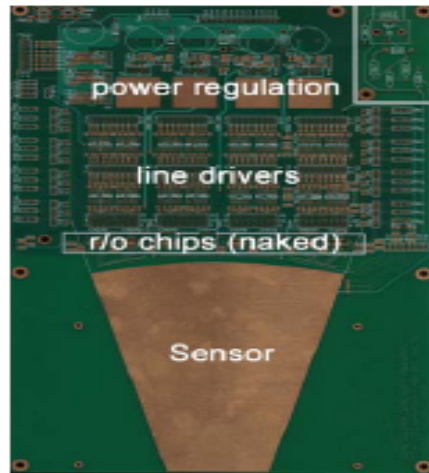 power regulation
line drivers
r/o chips (naked)
Sensor